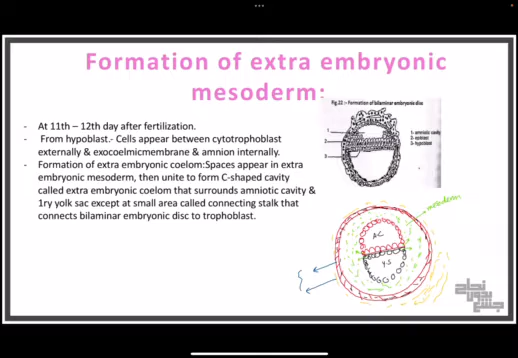 Formation of extra embryonic
mesoderm:
Fig.22 :- Formation of bilaminar embryonic disc
- At 11th – 12th day after fertilization.
- From hypoblast.- Cells appear between cytotrophoblast
externally & exocoelmicmembrane & amnion internally.
- Formation of extra embryonic coelom:Spaces appear in extra
embryonic mesoderm, then unite to form C-shaped cavity
called extra embryonic coelom that surrounds amniotic cavity &
1ry yolk sac except at small area called connecting stalk that
connects bilaminar embryonic disc to trophoblast.
1
2
3
1- amniotic cavity
2- epiblast
3- hypoblast
mesoderm
A.C
Y.S